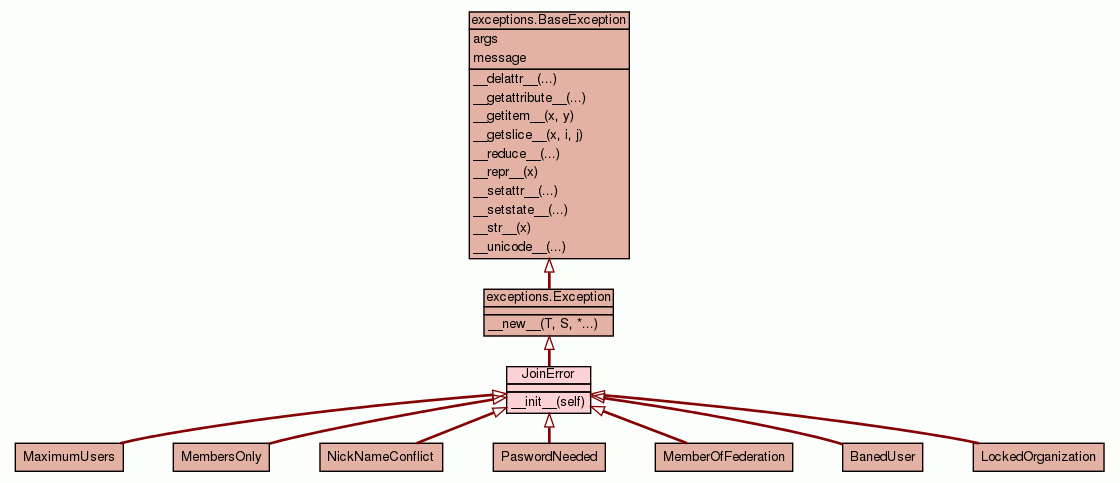 exceptions.BaseException
args
message
__delattr__(...)
__getattribute__(...)
__getitem__(x, y)
__getslice__(x, i, j)
__reduce__(...)
__repr__(x)
__setattr__(...)
__setstate__(...)
__str__(x)
__unicode__(...)
exceptions.Exception
__new__(T, S, *...)
JoinError
__init__(self)
MaximumUsers
MembersOnly
NickNameConflict
PaswordNeeded
MemberOfFederation
BanedUser
LockedOrganization